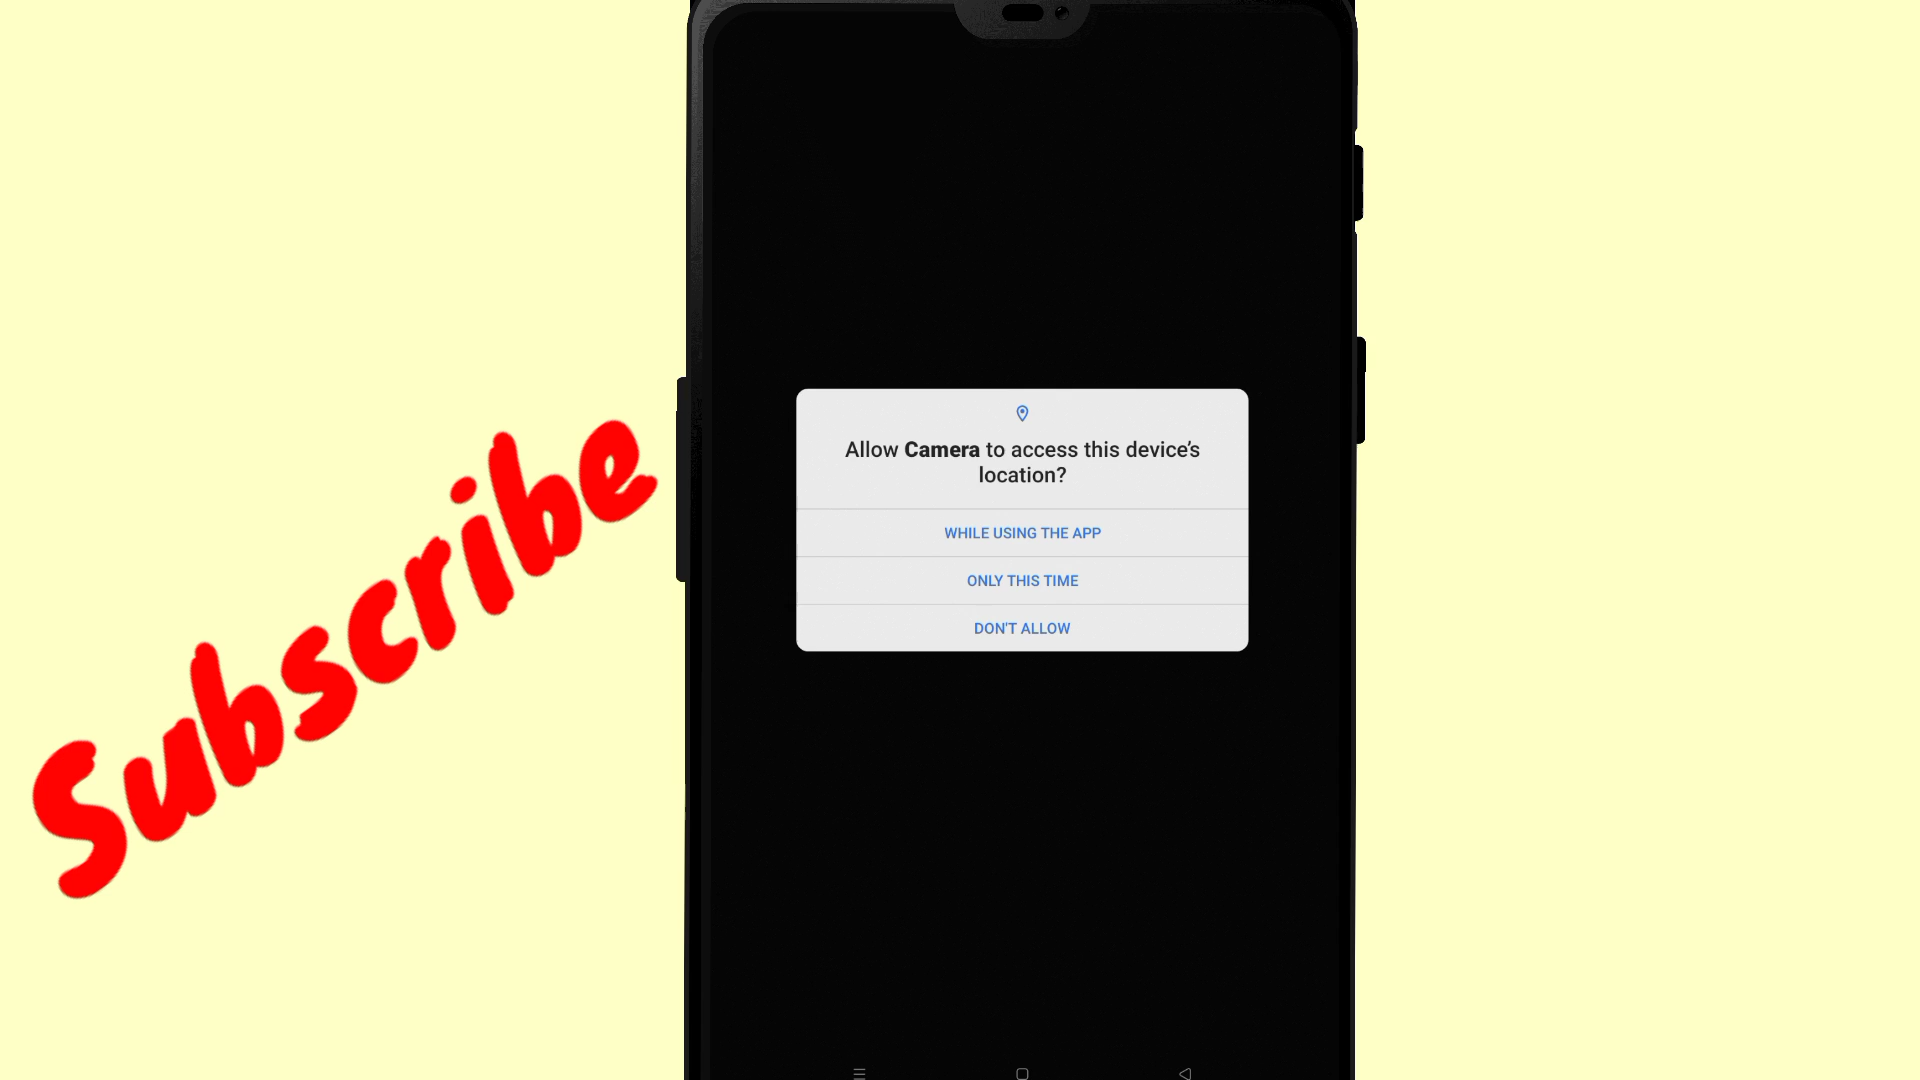 Subscribe
Allow Camera to access this device's
location?
WHILE USING THE APP
ONLY THIS TIME
DON'T ALLOW